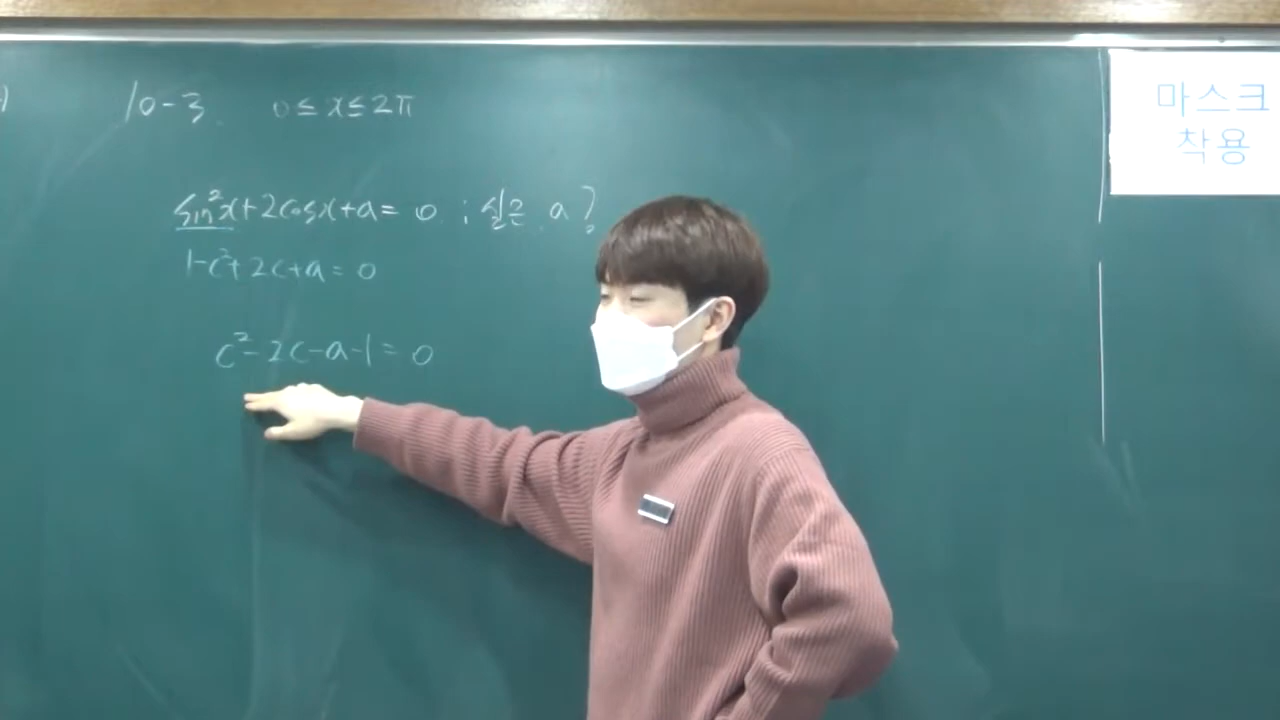 10-3. 0 ≤ x ≤ 2π
sin²x+2cosx+a = 0 ; 실근 a?
1-c²+2c+a = 0
c²-2c-a-1 = 0
마스크
착용